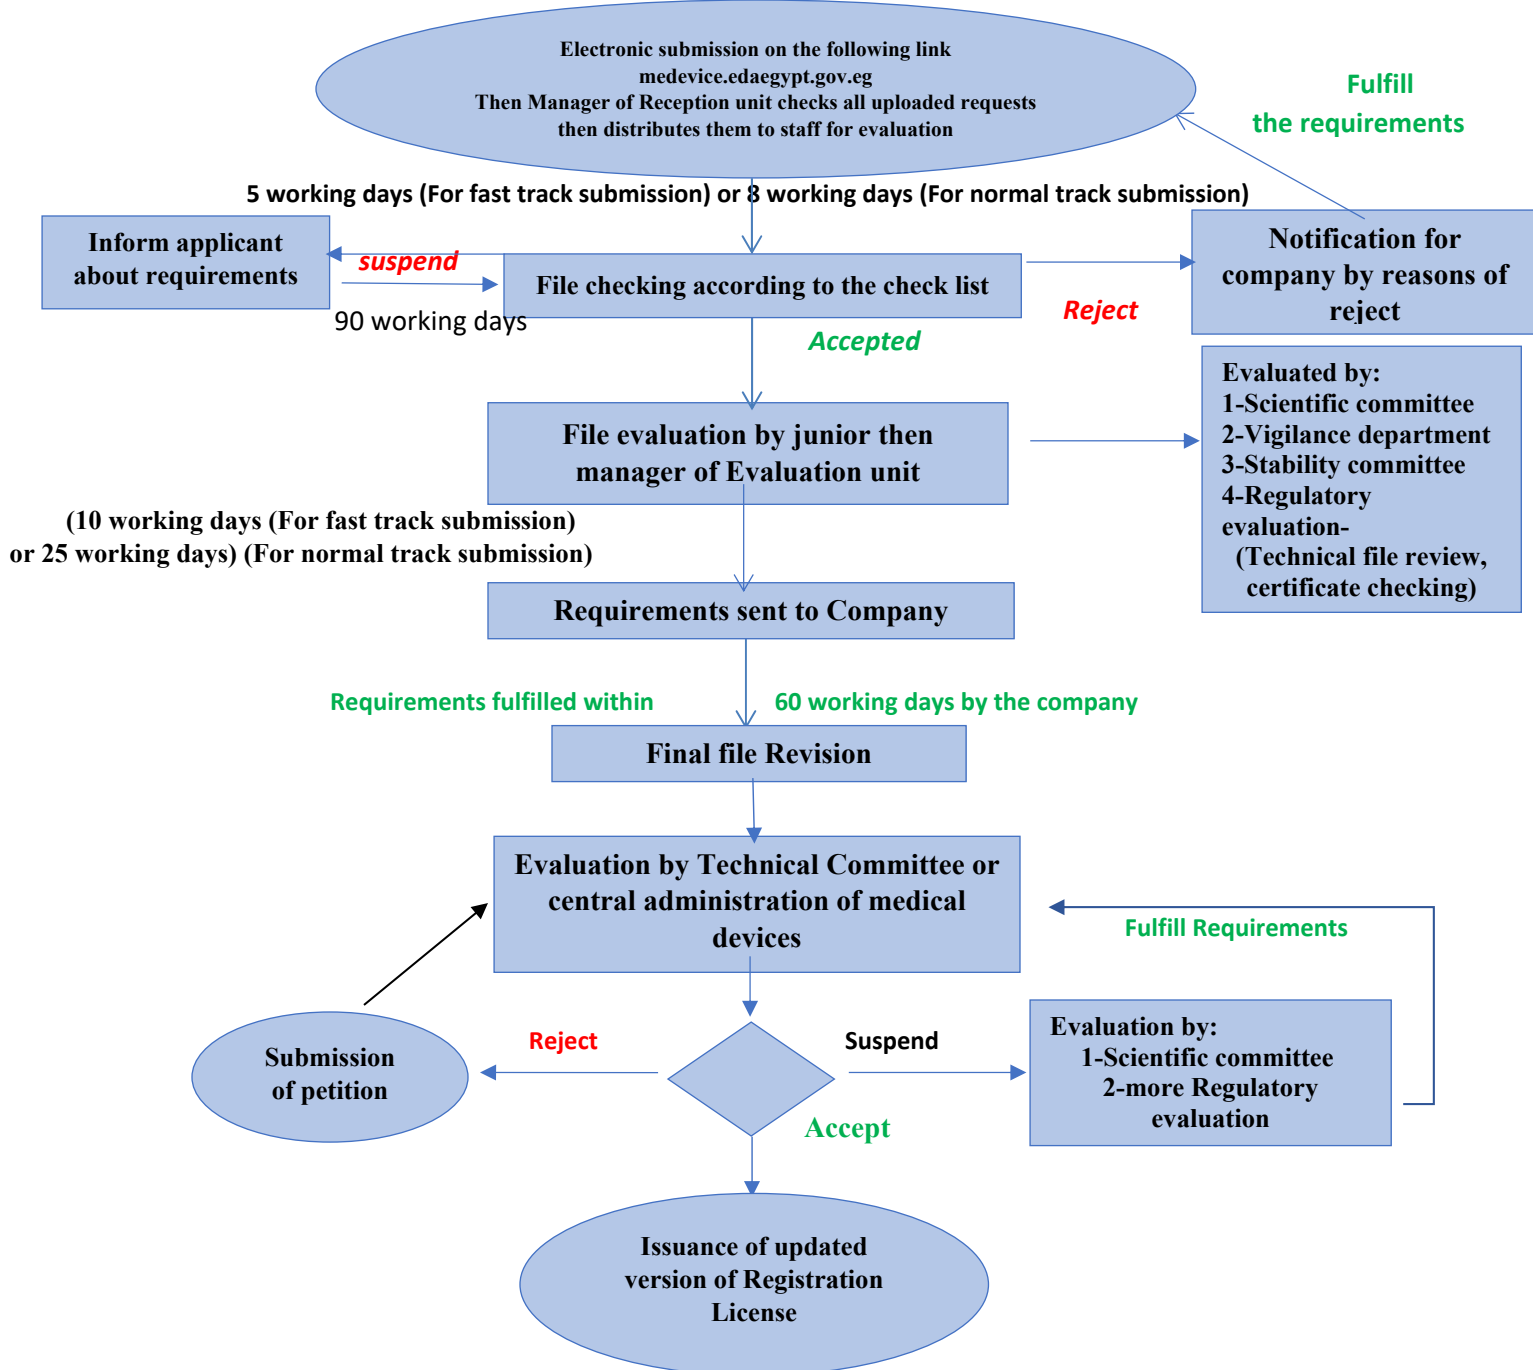 Electronic submission on the following link
medevice.edaegypt.gov.eg
Then Manager of Reception unit checks all uploaded requests
then distributes them to staff for evaluation
Fulfill
the requirements
5 working days (For fast track submission) or 8 working days (For normal track submission)
Inform applicant
about requirements
suspend
90 working days
File checking according to the check list
Reject
Notification for
company by reasons of
reject
Accepted
File evaluation by junior then
manager of Evaluation unit
Evaluated by:
1-Scientific committee
2-Vigilance department
3-Stability committee
4-Regulatory
evaluation-
(Technical file review,
certificate checking)
(10 working days (For fast track submission)
or 25 working days) (For normal track submission)
Requirements sent to Company
Requirements fulfilled within 60 working days by the company
Final file Revision
Evaluation by Technical Committee or
central administration of medical
devices
Fulfill Requirements
Reject
Suspend
Submission
of petition
Evaluation by:
1-Scientific committee
2-more Regulatory
evaluation
Accept
Issuance of updated
version of Registration
License